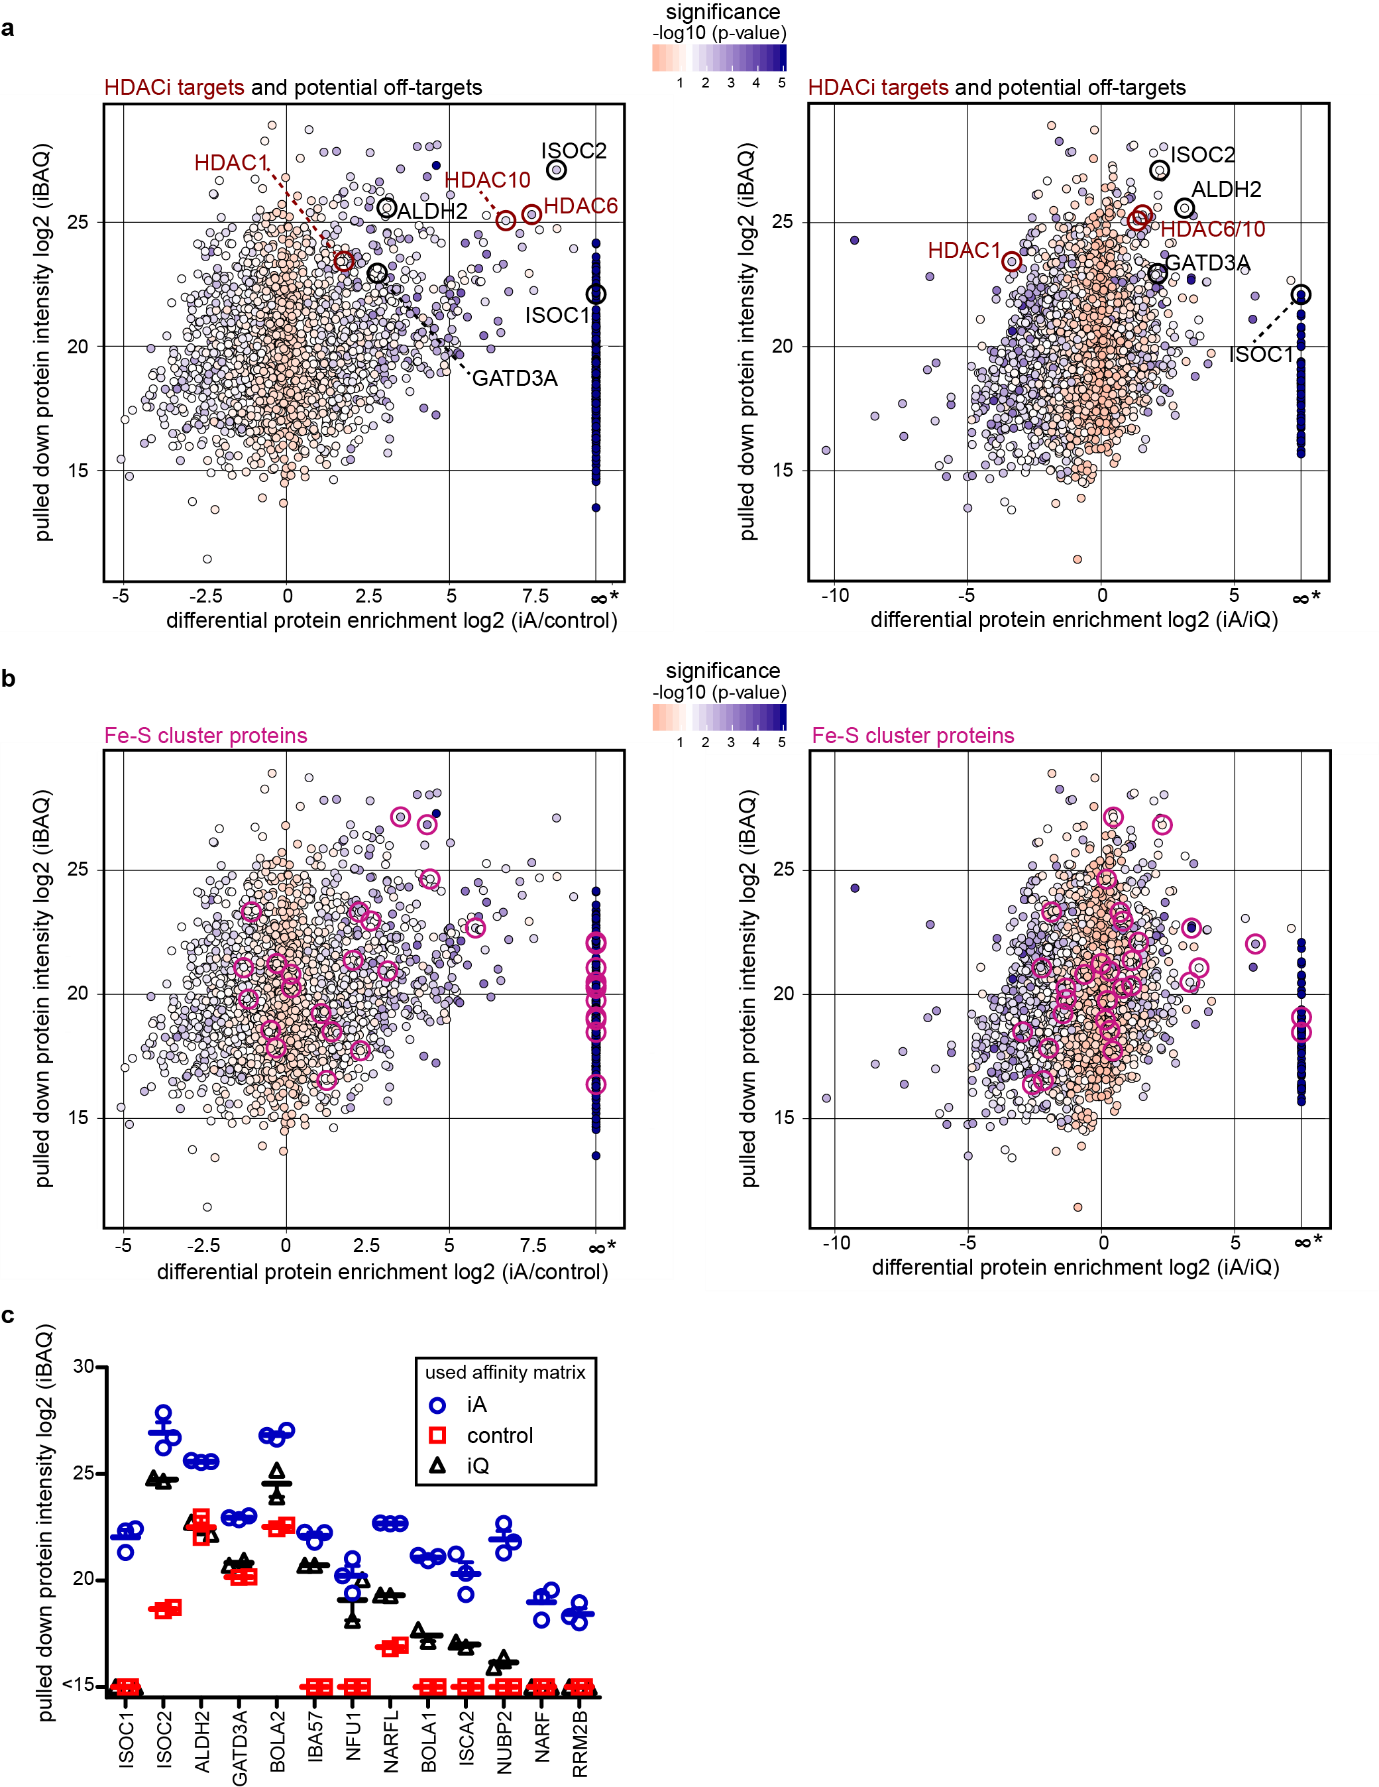 a
significance
-log10 (p-value)
1 2 3 4 5
HDACi targets and potential off-targets
pulled down protein intensity log2 (iBAQ)
25
20
15
HDAC1
HDAC10
ISOC2
HDAC6
ALDH2
ISOC1
GATD3A
-5 -2.5 0 2.5 5 7.5 ∞*
differential protein enrichment log2 (iA/control)
HDACi targets and potential off-targets
pulled down protein intensity log2 (iBAQ)
25
20
15
ISOC2
ALDH2
HDAC6/10
HDAC1
GATD3A
ISOC1
-10 -5 0 5 ∞*
differential protein enrichment log2 (iA/iQ)
b
significance
-log10 (p-value)
1 2 3 4 5
Fe-S cluster proteins
pulled down protein intensity log2 (iBAQ)
25
20
15
-5 -2.5 0 2.5 5 7.5 ∞*
differential protein enrichment log2 (iA/control)
Fe-S cluster proteins
pulled down protein intensity log2 (iBAQ)
25
20
15
-10 -5 0 5 ∞*
differential protein enrichment log2 (iA/iQ)
c
pulled down protein intensity log2 (iBAQ)
30
25
20
<15
used affinity matrix
iA
control
iQ
ISOC1
ISOC2
ALDH2
GATD3A
BOLA2
IBA57
NFU1
NARFL
BOLA1
ISCA2
NUBP2
NARF
RRM2B